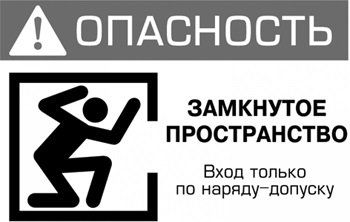 ОПАСНОСТЬ
ЗАМКНУТОЕ
ПРОСТРАНСТВО
Вход только
по наряду-допуску